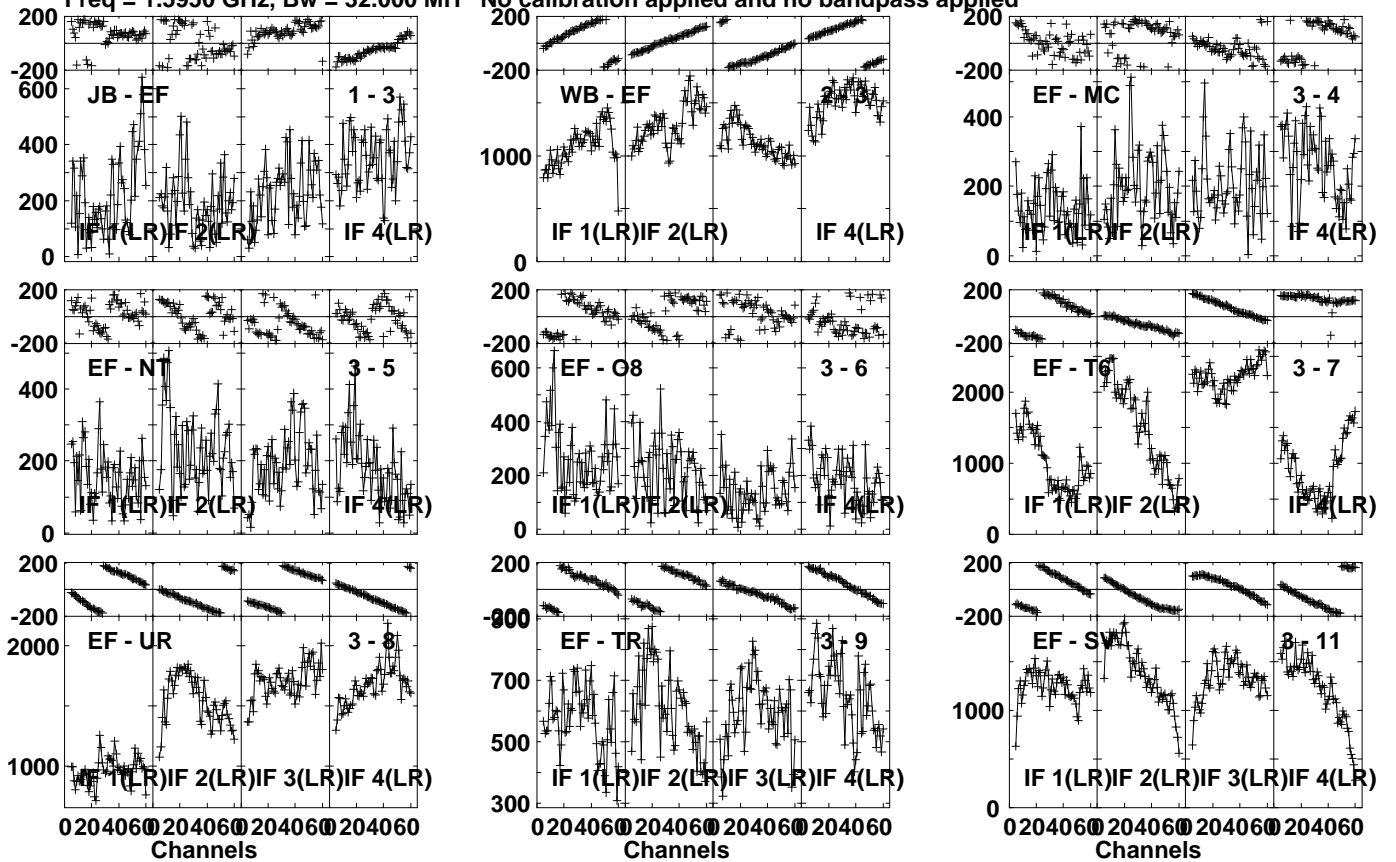 Freq = 1.5950 GHz, Bw = 32.000 MH No calibration applied and no bandpass applied
200
-200
600
400
200
0
JB - EF 1 - 3
IF 1(LR) IF 2(LR) IF 4(LR)
200
-200
1000
0
WB - EF 2 - 3
IF 1(LR) IF 2(LR) IF 4(LR)
200
-200
400
200
0
EF - MC 3 - 4
IF 1(LR) IF 2(LR) IF 4(LR)
200
-200
400
200
0
EF - NT 3 - 5
IF 1(LR) IF 2(LR) IF 4(LR)
200
-200
600
400
200
0
EF - O8 3 - 6
IF 1(LR) IF 2(LR) IF 4(LR)
200
-200
2000
1000
0
EF - T6 3 - 7
IF 1(LR) IF 2(LR) IF 4(LR)
200
-200
2000
1000
EF - UR 3 - 8
IF 1(LR) IF 2(LR) IF 3(LR) IF 4(LR)
0 20 40 60 0 20 40 60 0 20 40 60 0 20 40 60
Channels
200
-200
900
700
500
300
EF - TR 3 - 9
IF 1(LR) IF 2(LR) IF 3(LR) IF 4(LR)
0 20 40 60 0 20 40 60 0 20 40 60 0 20 40 60
Channels
200
-200
1000
0
EF - SV 3 - 11
IF 1(LR) IF 2(LR) IF 3(LR) IF 4(LR)
0 20 40 60 0 20 40 60 0 20 40 60 0 20 40 60
Channels